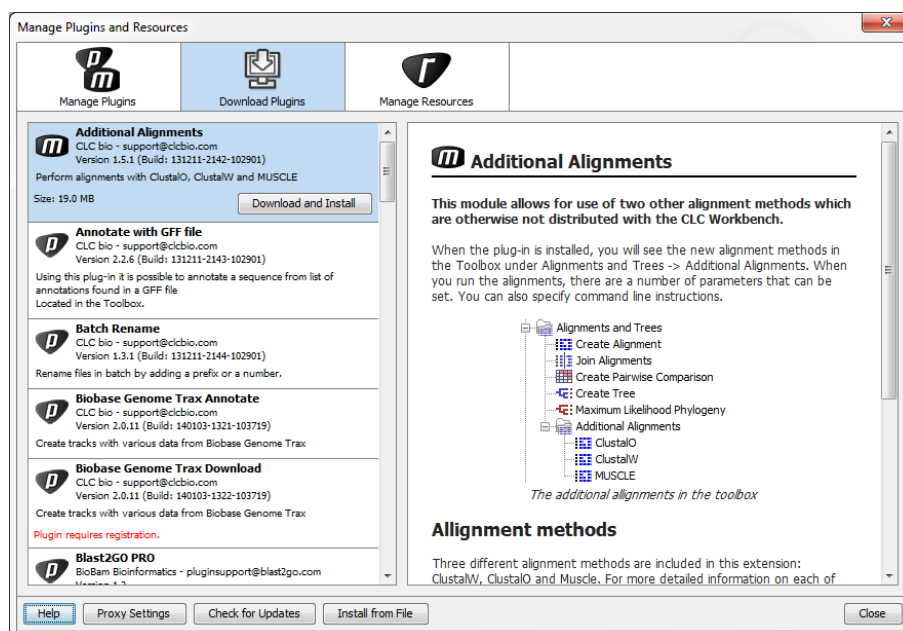 Manage Plugins and Resources
Manage Plugins
Download Plugins
Manage Resources
Additional Alignments
CLC bio - support@clcbio.com
Version 1.5.1 (Build: 131211-2142-102901)
Perform alignments with ClustalO, ClustalW and MUSCLE
Size: 19.0 MB
Download and Install
Annotate with GFF file
CLC bio - support@clcbio.com
Version 2.2.6 (Build: 131211-2143-102901)
Using this plug-in it is possible to annotate a sequence from list of
annotations found in a GFF file
Located in the Toolbox.
Batch Rename
CLC bio - support@clcbio.com
Version 1.3.1 (Build: 131211-2144-102901)
Rename files in batch by adding a prefix or a number.
Biobase Genome Trax Annotate
CLC bio - support@clcbio.com
Version 2.0.11 (Build: 140103-1321-103719)
Create tracks with various data from Biobase Genome Trax
Biobase Genome Trax Download
CLC bio - support@clcbio.com
Version 2.0.11 (Build: 140103-1322-103719)
Create tracks with various data from Biobase Genome Trax
Plugin requires registration.
Blast2GO PRO
BioBam Bioinformatics - pluginsupport@blast2go.com
Additional Alignments
This module allows for use of two other alignment methods which
are otherwise not distributed with the CLC Workbench.
When the plug-in is installed, you will see the new alignment methods in
the Toolbox under Alignments and Trees -> Additional Alignments. When
you run the alignments, there are a number of parameters that can be
set. You can also specify command line instructions.
Alignments and Trees
Create Alignment
Join Alignments
Create Pairwise Comparison
Create Tree
Maximum Likelihood Phylogeny
Additional Alignments
ClustalO
ClustalW
MUSCLE
The additional allignments in the toolbox
Allignment methods
Three different alignment methods are included in this extension:
ClustalW, ClustalO and Muscle. For more detailed information on each of
Help
Proxy Settings
Check for Updates
Install from File
Close